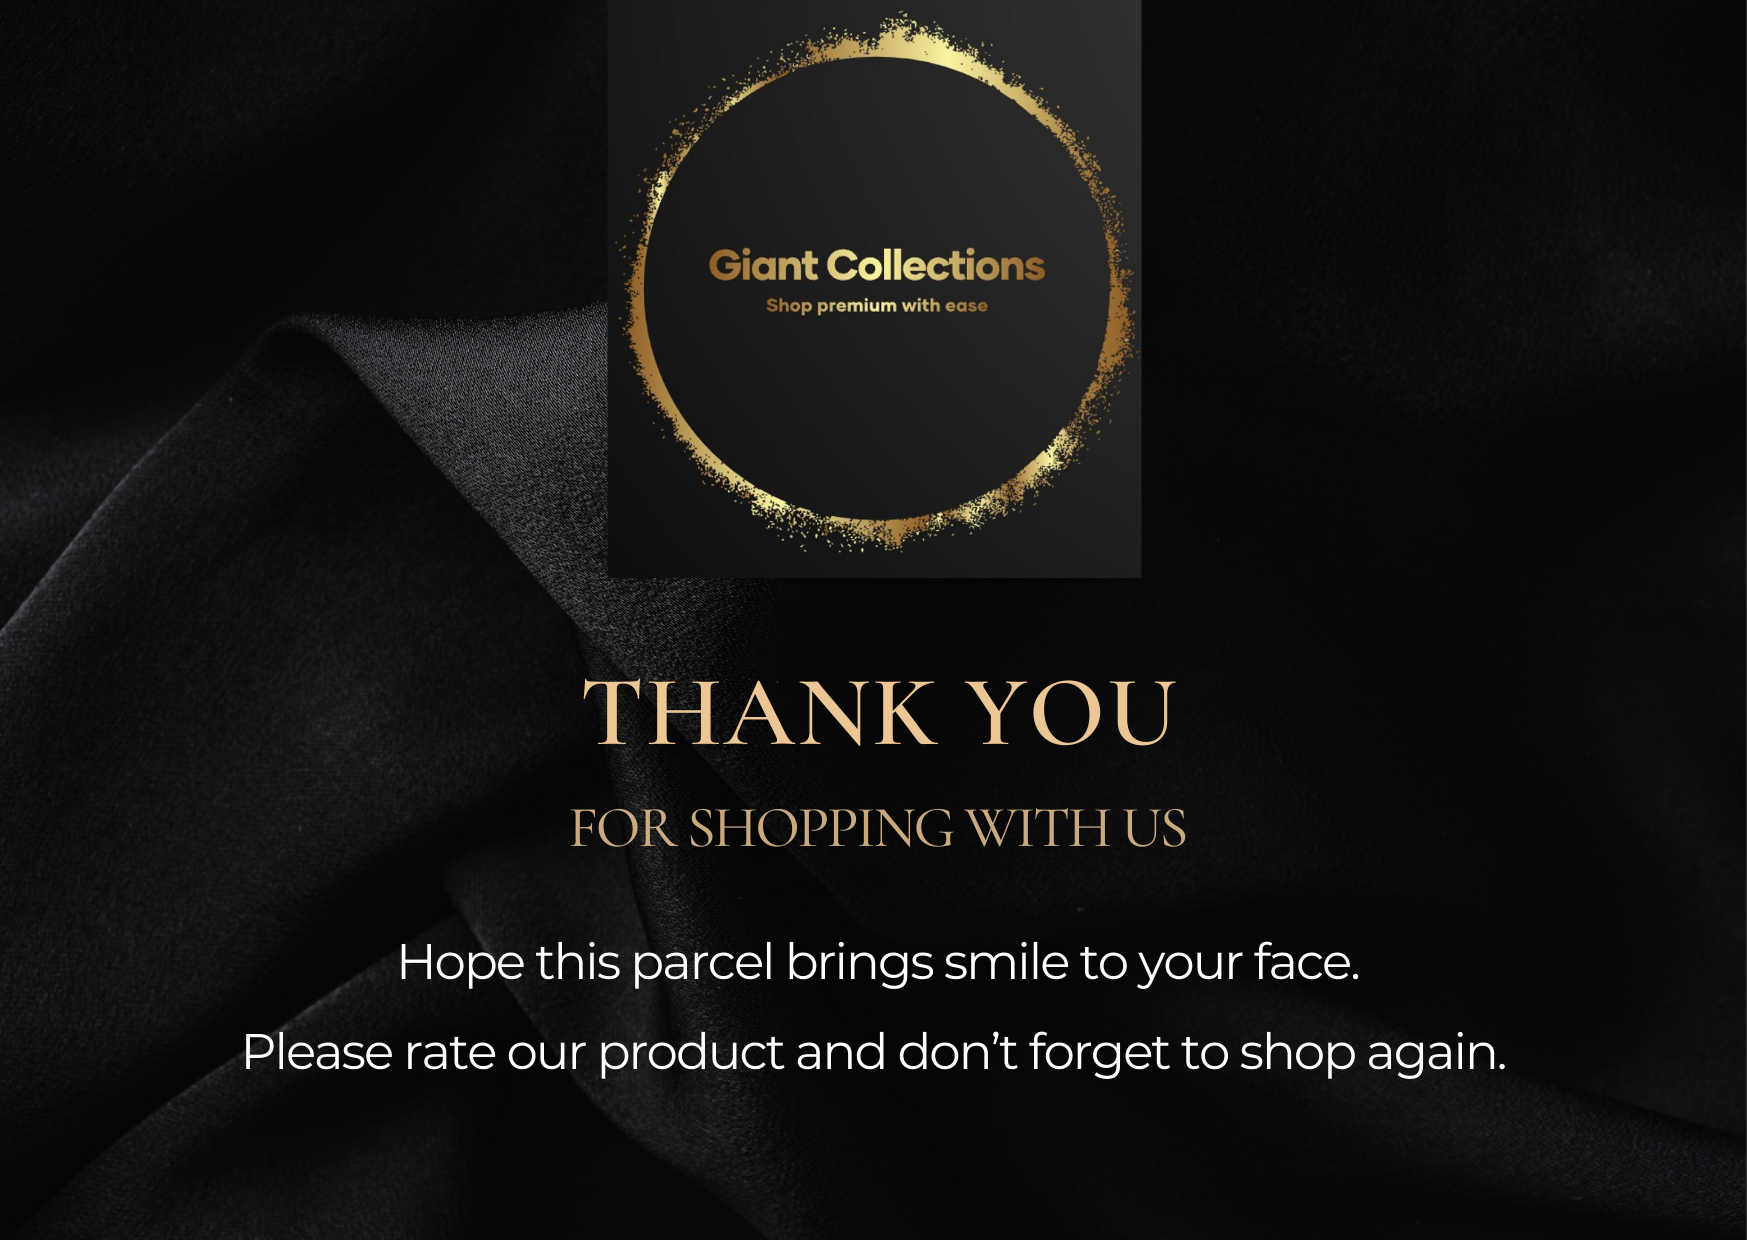 Giant Collections
Shop premium with ease
THANK YOU
FOR SHOPPING WITH US
Hope this parcel brings smile to your face.
Please rate our product and don’t forget to shop again.